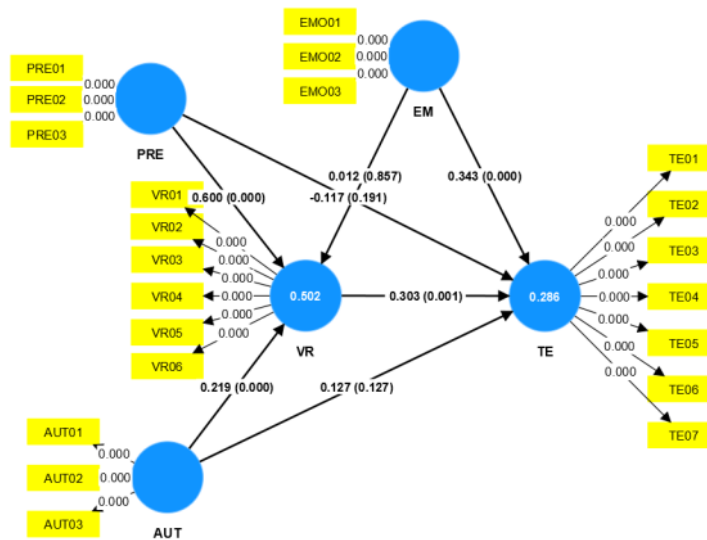 EMO01
0.000
EMO02
0.000
0.000
EMO03
EM
PRE01
0.000
PRE02
0.000
0.000
PRE03
PRE
0.012 (0.857)
0.343 (0.000)
-0.117 (0.191)
0.600 (0.000)
VR01
VR02
VR03
VR04
VR05
VR06
0.000
0.000
0.000
0.000
0.000
0.000
0.502
VR
0.303 (0.001)
0.286
TE
TE01
TE02
TE03
TE04
TE05
TE06
TE07
0.000
0.000
0.000
0.000
0.000
0.000
0.000
0.219 (0.000)
0.127 (0.127)
AUT01
0.000
AUT02
0.000
0.000
AUT03
AUT